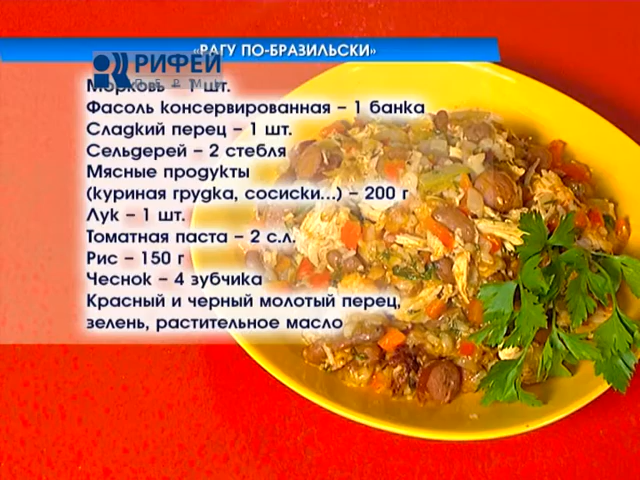 «РАГУ ПО-БРАЗИЛЬСКИ»
РИФЕЙ
ПЕРМЬ
Морковь – 1 шт.
Фасоль консервированная – 1 банка
Сладкий перец – 1 шт.
Сельдерей – 2 стебля
Мясные продукты
(куриная грудка, сосиски...) – 200 г
Лук – 1 шт.
Томатная паста – 2 с.л.
Рис – 150 г
Чеснок – 4 зубчика
Красный и черный молотый перец,
зелень, растительное масло